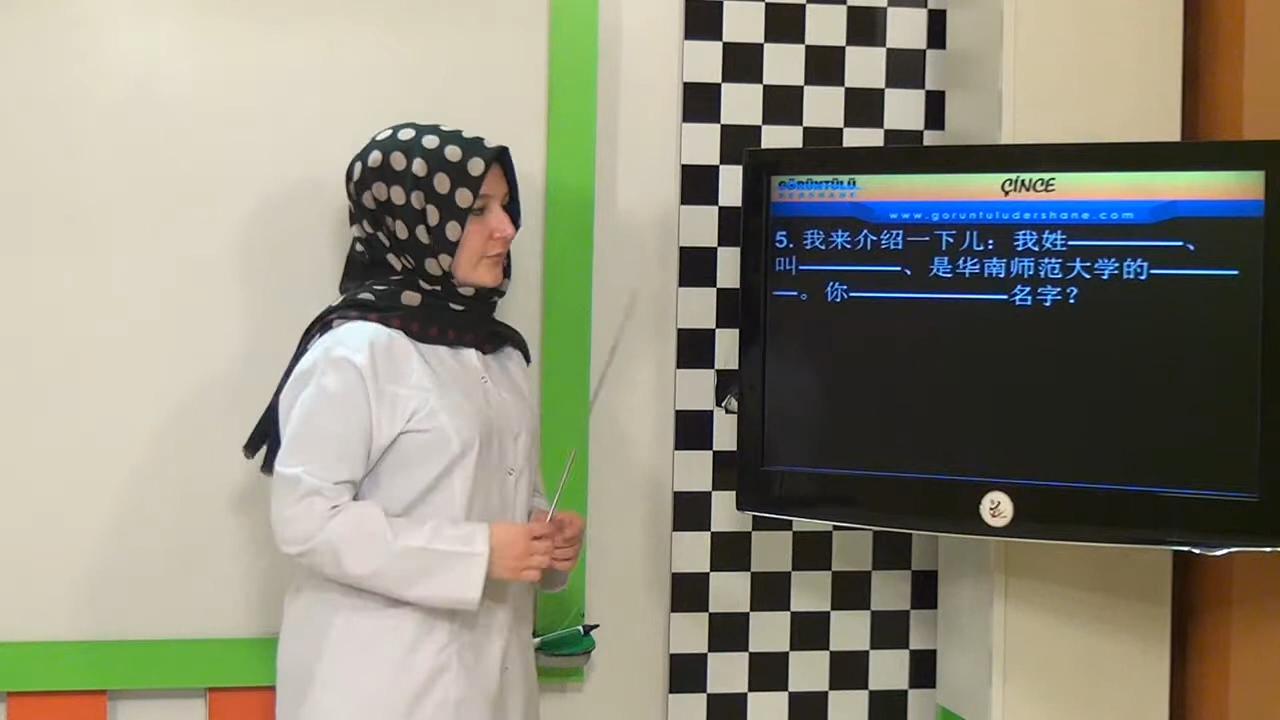 GÖRÜNTÜLÜ
DERSHANE
ÇİNCE
www.goruntuludershane.com
5. 我来介绍一下儿：我姓————、
叫————、是华南师范大学的————
—。你——————名字？